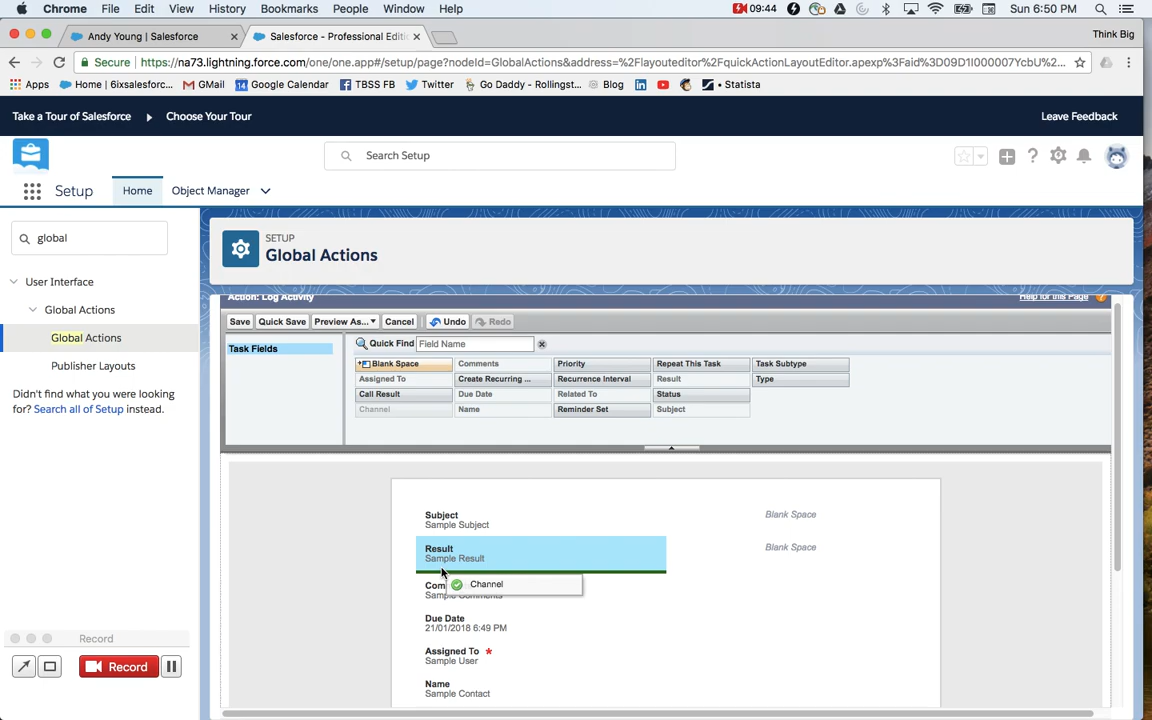 Chrome File Edit View History Bookmarks People Window Help 09:44 Sun 6:50 PM
Andy Young | Salesforce Salesforce - Professional Editi Think Big
Secure https://na73.lightning.force.com/one/one.app#/setup/page?nodeId=GlobalActions&address=%2Flayouteditor%2FquickActionLayoutEditor.apexp%3Faid%3D09D1I000007YcbU%2...
Apps Home | 6ixsalesforc... GMail Google Calendar TBSS FB Twitter Go Daddy - Rollingst... Blog • Statista
Take a Tour of Salesforce Choose Your Tour Leave Feedback
Search Setup
Setup Home Object Manager
global
SETUP
Global Actions
User Interface
Global Actions
Global Actions
Publisher Layouts
Didn't find what you were looking
for? Search all of Setup instead.
Action: Log Activity Help for this Page
Save Quick Save Preview As... Cancel Undo Redo
Task Fields
Quick Find Field Name
Blank Space Comments Priority Repeat This Task Task Subtype
Assigned To Create Recurring ... Recurrence Interval Result Type
Call Result Due Date Related To Status
Channel Name Reminder Set Subject
Subject
Sample Subject
Blank Space
Result
Sample Result
Blank Space
Channel
Com
Sample Comments
Due Date
21/01/2018 6:49 PM
Assigned To *
Sample User
Name
Sample Contact
Record
Record